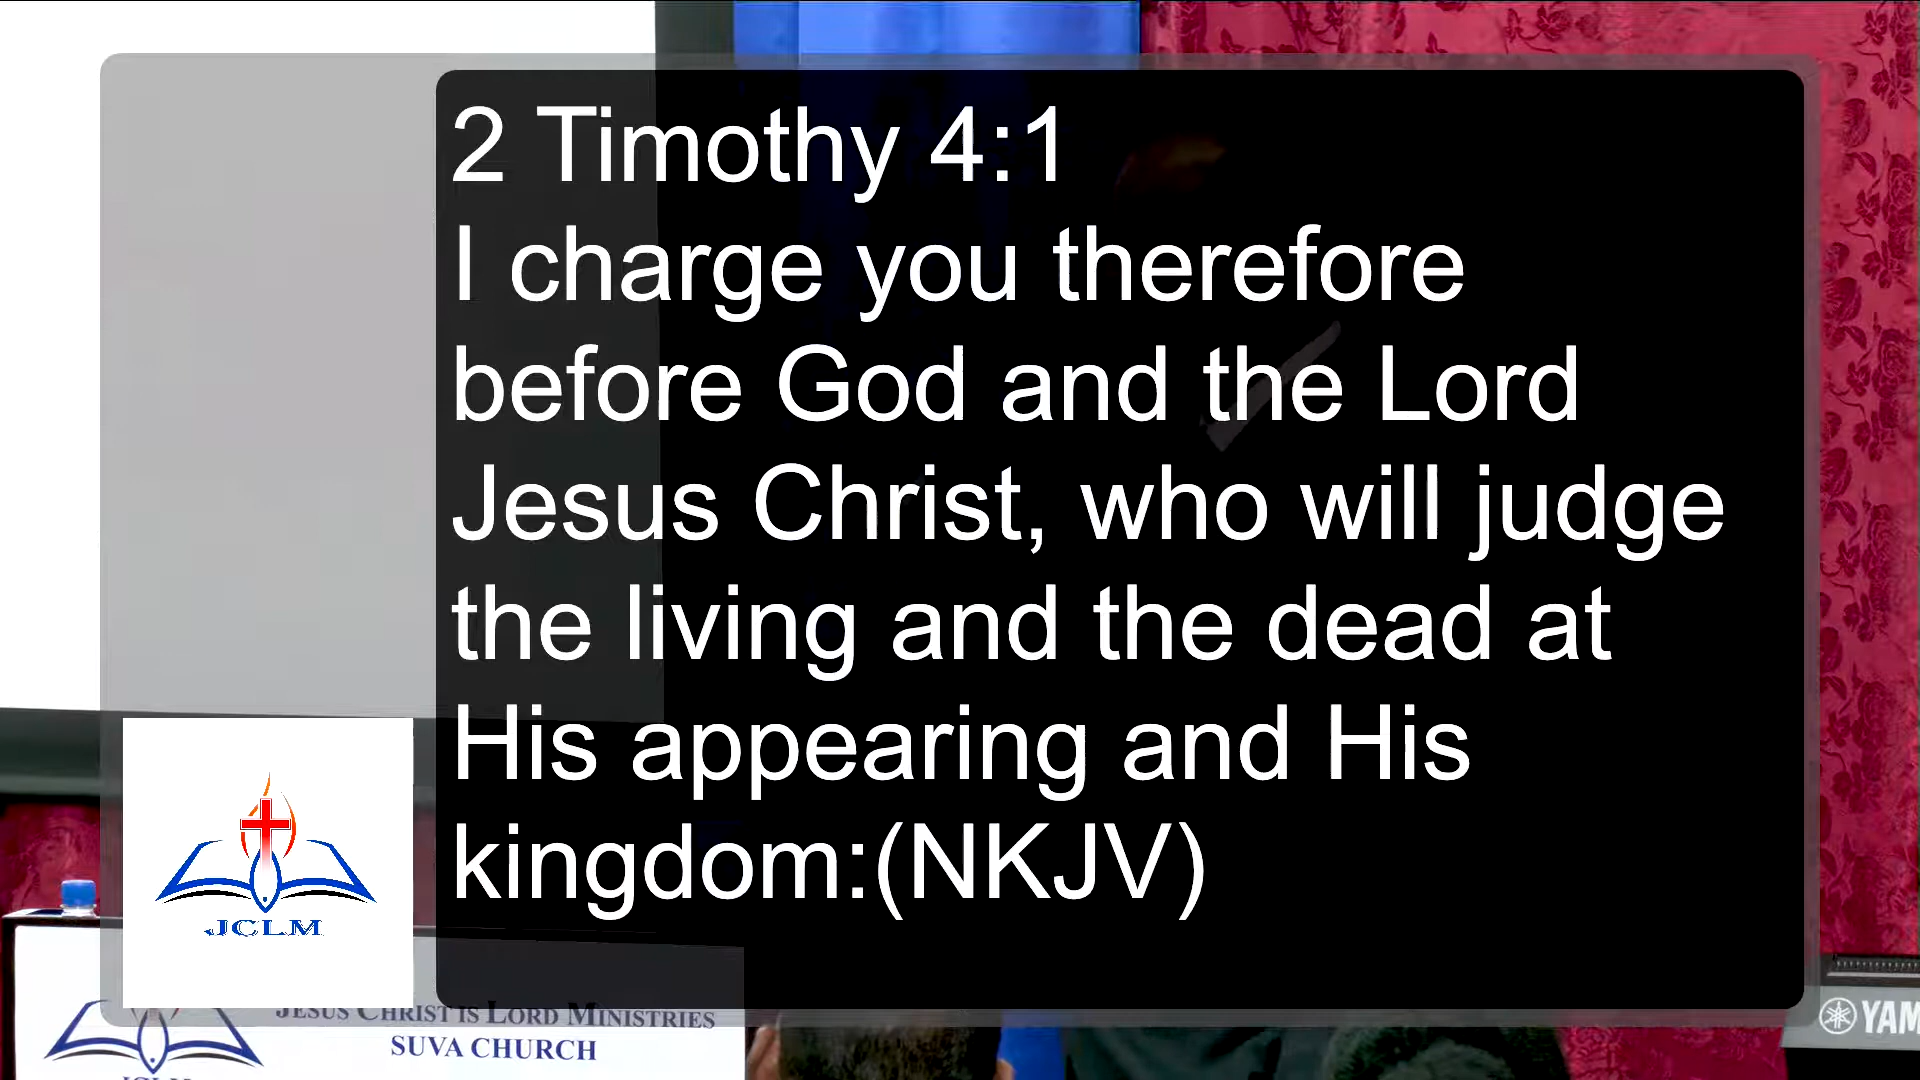 2 Timothy 4:1
I charge you therefore
before God and the Lord
Jesus Christ, who will judge
the living and the dead at
His appearing and His
kingdom:(NKJV)
JCLM
JESUS CHRIST IS LORD MINISTRIES
SUVA CHURCH